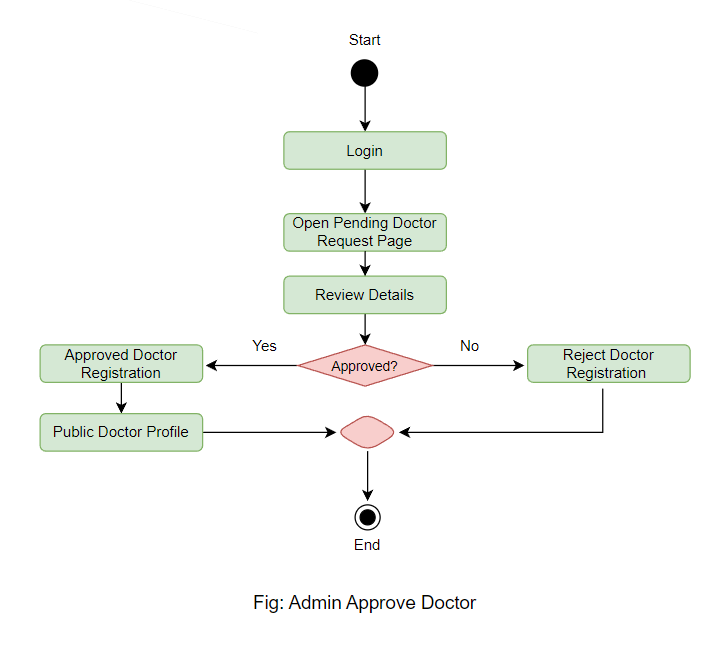 Start
Login
Open Pending Doctor
Request Page
Review Details
Yes
Approved?
No
Approved Doctor
Registration
Reject Doctor
Registration
Public Doctor Profile
End
Fig: Admin Approve Doctor